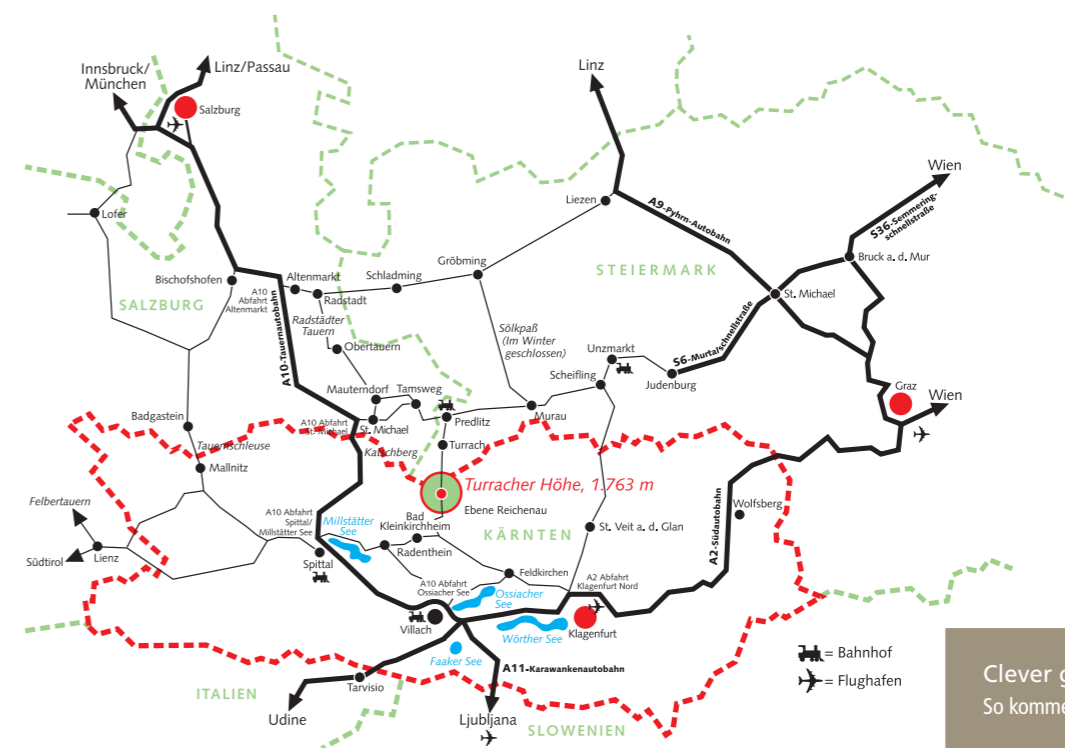 Innsbruck/
München
Linz/Passau
Salzburg
Linz
Wien
Lofer
Liezen
A9-Pyhrn-Autobahn
S36-Semmering-
schnellstraße
Bruck a. d. Mur
Gröbming
STEIERMARK
Bischofshofen
Altenmarkt
Schladming
St. Michael
SALZBURG
A10
Abfahrt
Altenmarkt
Radstadt
Radstädter
Tauern
Sölkpaß
(Im Winter
geschlossen)
S6-Murtalschnellstraße
A10-Tauernautobahn
Obertauern
Unzmarkt
Scheifling
Judenburg
Mauterndorf
Tamsweg
Graz
Wien
Badgastein
A10 Abfahrt
St. Michael
St. Michael
Predlitz
Murau
Tauernschleuse
Katschberg
Turrach
Mallnitz
Turracher Höhe, 1.763 m
Felbertauern
Ebene Reichenau
Wolfsberg
A10 Abfahrt
Spittal/
Millstätter See
Millstätter
See
Bad
Kleinkirchheim
KÄRNTEN
St. Veit a. d. Glan
Radenthein
A2-Südautobahn
Südtirol
Lienz
Spittal
Feldkirchen
A10 Abfahrt
Ossiacher See
A2 Abfahrt
Klagenfurt Nord
Ossiacher
See
Villach
Wörther See
Klagenfurt
Faaker See
A11-Karawankenautobahn
= Bahnhof
= Flughafen
Tarvisio
ITALIEN
Udine
Ljubljana
SLOWENIEN
Clever g
So komme